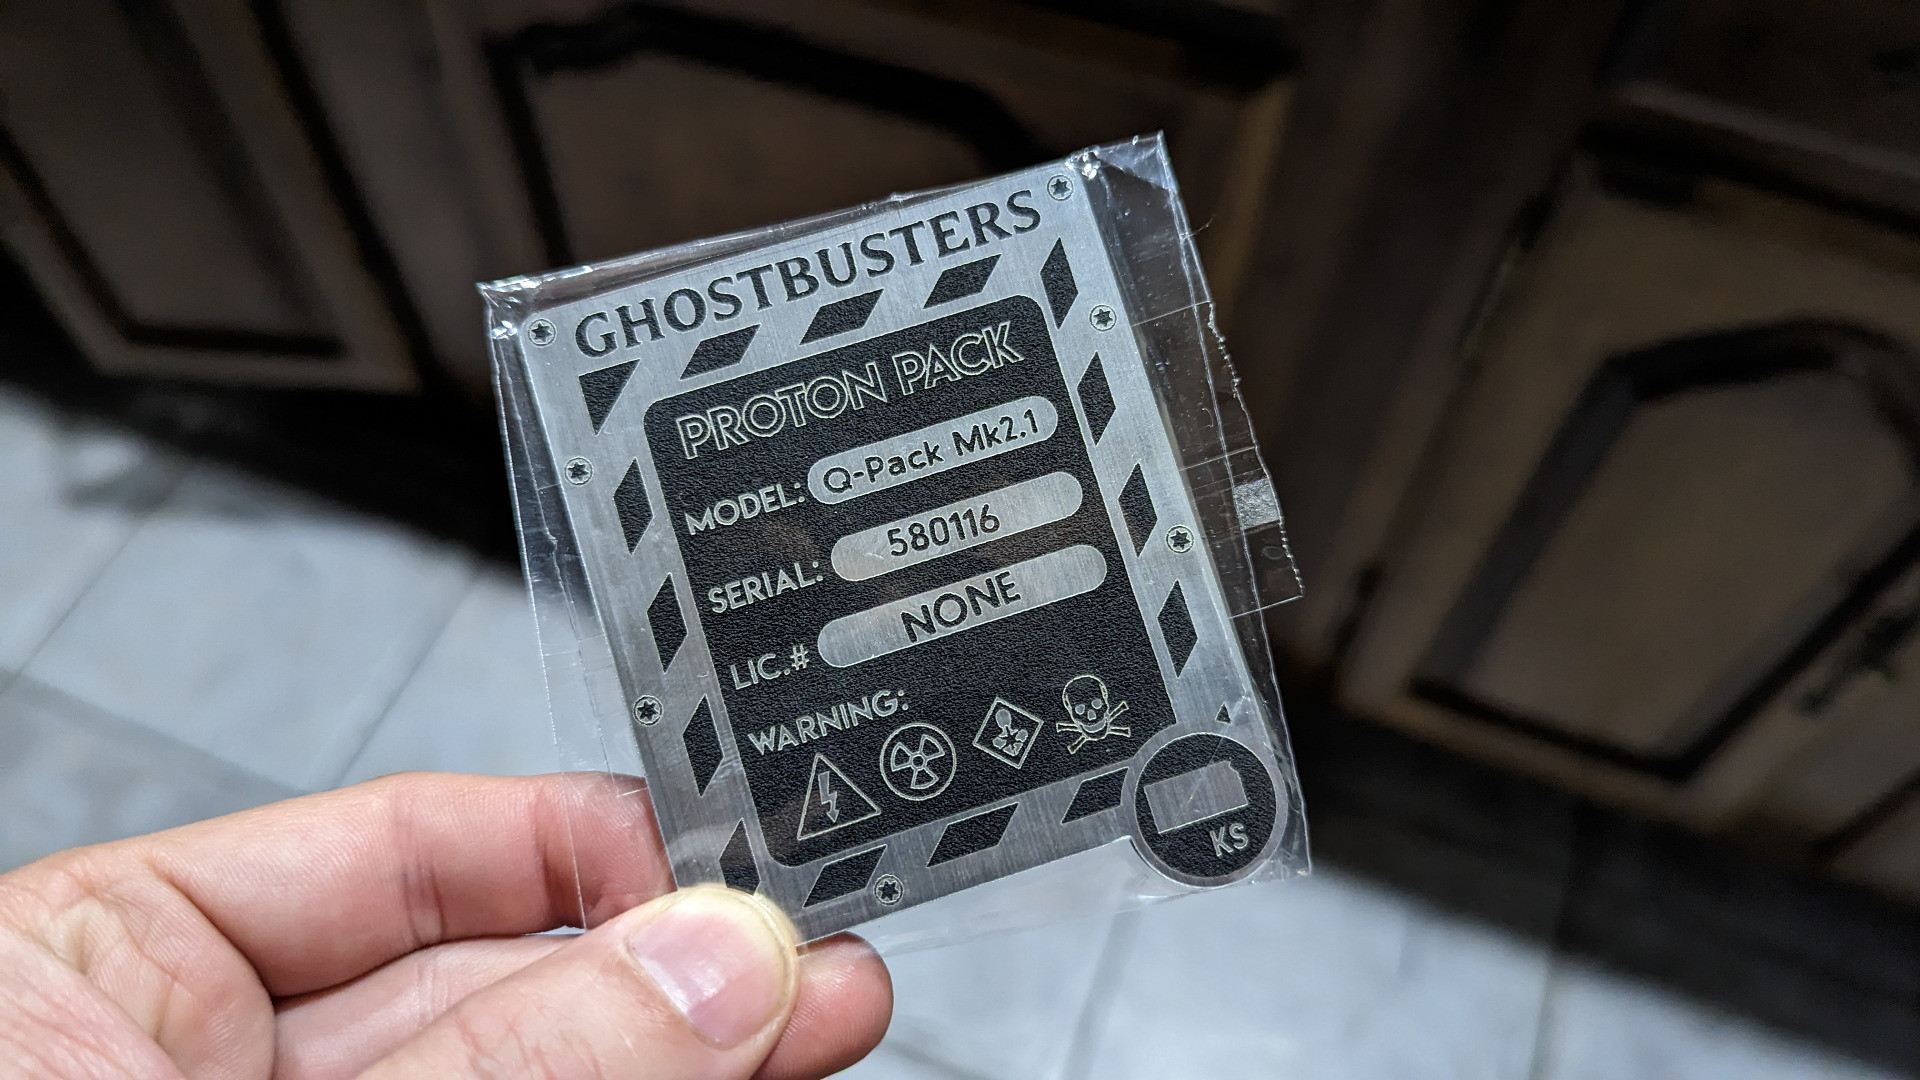 GHOSTBUSTERS
PROTON PACK
MODEL: Q-Pack Mk2.1
SERIAL: 580116
LIC.# NONE
WARNING:
KS